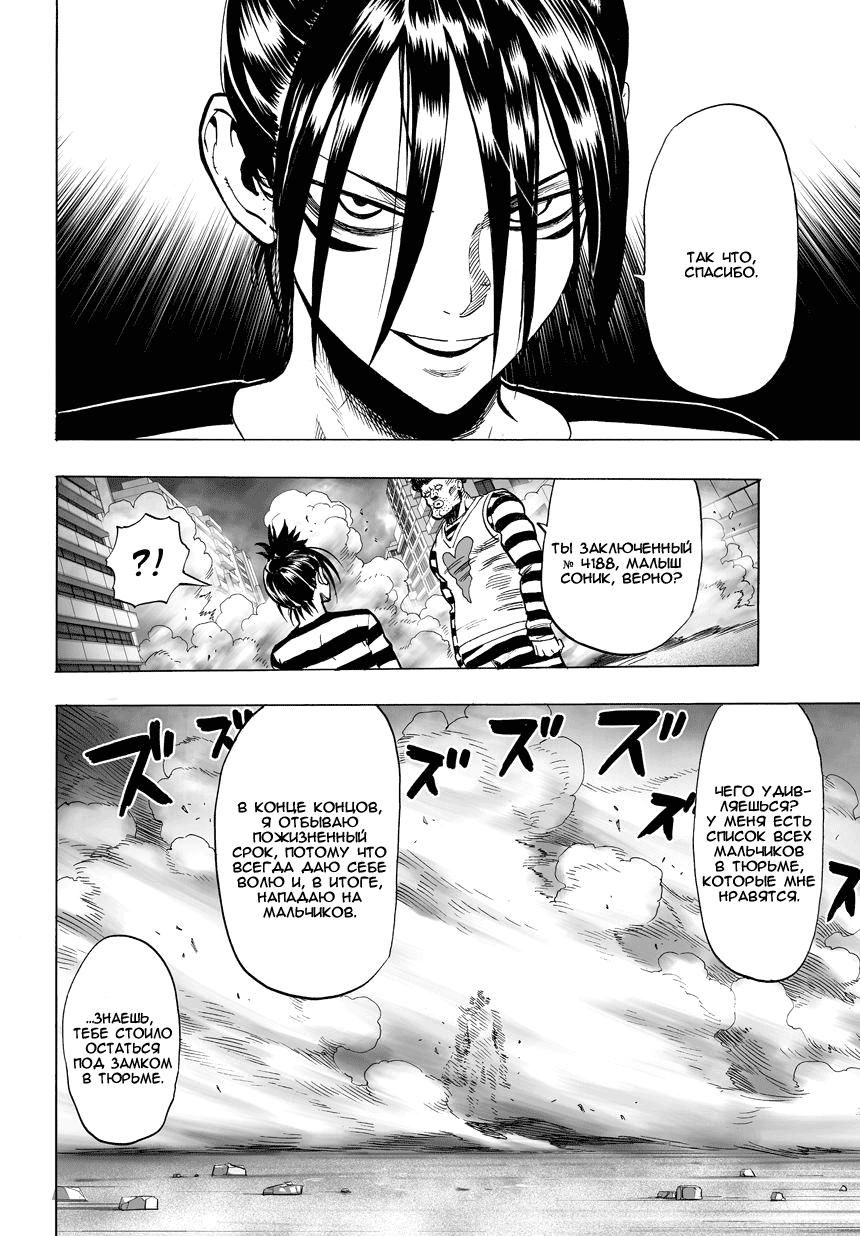 ТАК ЧТО,
СПАСИБО.
ТЫ ЗАКЛЮЧЕННЫЙ
№ 4188, МАЛЫШ
СОНИК, ВЕРНО?
?!
ЧЕГО УДИВ-
ЛЯЕШЬСЯ?
У МЕНЯ ЕСТЬ
СПИСОК ВСЕХ
МАЛЬЧИКОВ
В ТЮРЬМЕ,
КОТОРЫЕ МНЕ
НРАВЯТСЯ.
В КОНЦЕ КОНЦОВ,
Я ОТБЫВАЮ
ПОЖИЗНЕННЫЙ
СРОК, ПОТОМУ ЧТО
ВСЕГДА ДАЮ СЕБЕ
ВОЛЮ И, В ИТОГЕ,
НАПАДАЮ НА
МАЛЬЧИКОВ.
...ЗНАЕШЬ,
ТЕБЕ СТОИЛО
ОСТАТЬСЯ
ПОД ЗАМКОМ
В ТЮРЬМЕ.
ズズズズズズズ